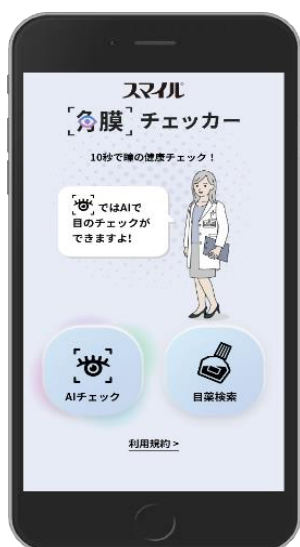 スマイル
「角膜」チェッカー
10秒で瞳の健康チェック！
ではAIで
目のチェックが
できますよ!
AIチェック
目薬検索
利用規約 >